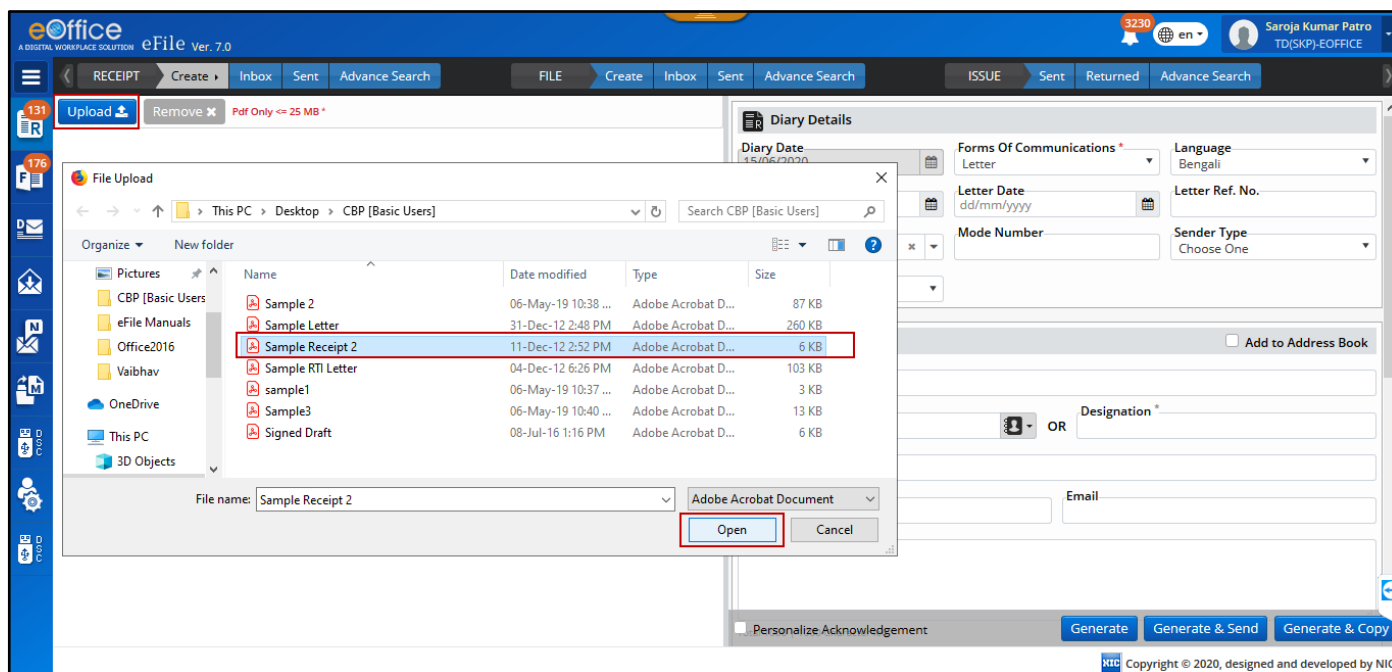 eOffice
A DIGITAL WORKPLACE SOLUTION eFile Ver. 7.0
3230
en
Saroja Kumar Patro
TD(SKP)-EOFFICE
RECEIPT Create Inbox Sent Advance Search FILE Create Inbox Sent Advance Search ISSUE Sent Returned Advance Search
131
R
176
F
D
N
M
DSC
DSC
Upload Remove Pdf Only <= 25 MB *
Diary Details
Diary Date Forms Of Communications * Language
15/06/2020 Letter Bengali
Letter Date Letter Ref. No.
dd/mm/yyyy
Mode Number Sender Type
Choose One
Add to Address Book
OR Designation *
Email
Personalize Acknowledgement Generate Generate & Send Generate & Copy
File Upload
This PC > Desktop > CBP [Basic Users] Search CBP [Basic Users]
Organize New folder
Pictures
CBP [Basic Users
eFile Manuals
Office2016
Vaibhav
OneDrive
This PC
3D Objects
Name Date modified Type Size
Sample 2 06-May-19 10:38 ... Adobe Acrobat D... 87 KB
Sample Letter 31-Dec-12 2:48 PM Adobe Acrobat D... 260 KB
Sample Receipt 2 11-Dec-12 2:52 PM Adobe Acrobat D... 6 KB
Sample RTI Letter 04-Dec-12 6:26 PM Adobe Acrobat D... 103 KB
sample1 06-May-19 10:37 ... Adobe Acrobat D... 3 KB
Sample3 06-May-19 10:40 ... Adobe Acrobat D... 13 KB
Signed Draft 08-Jul-16 1:16 PM Adobe Acrobat D... 6 KB
File name: Sample Receipt 2 Adobe Acrobat Document
Open Cancel
NIC Copyright © 2020, designed and developed by NIC